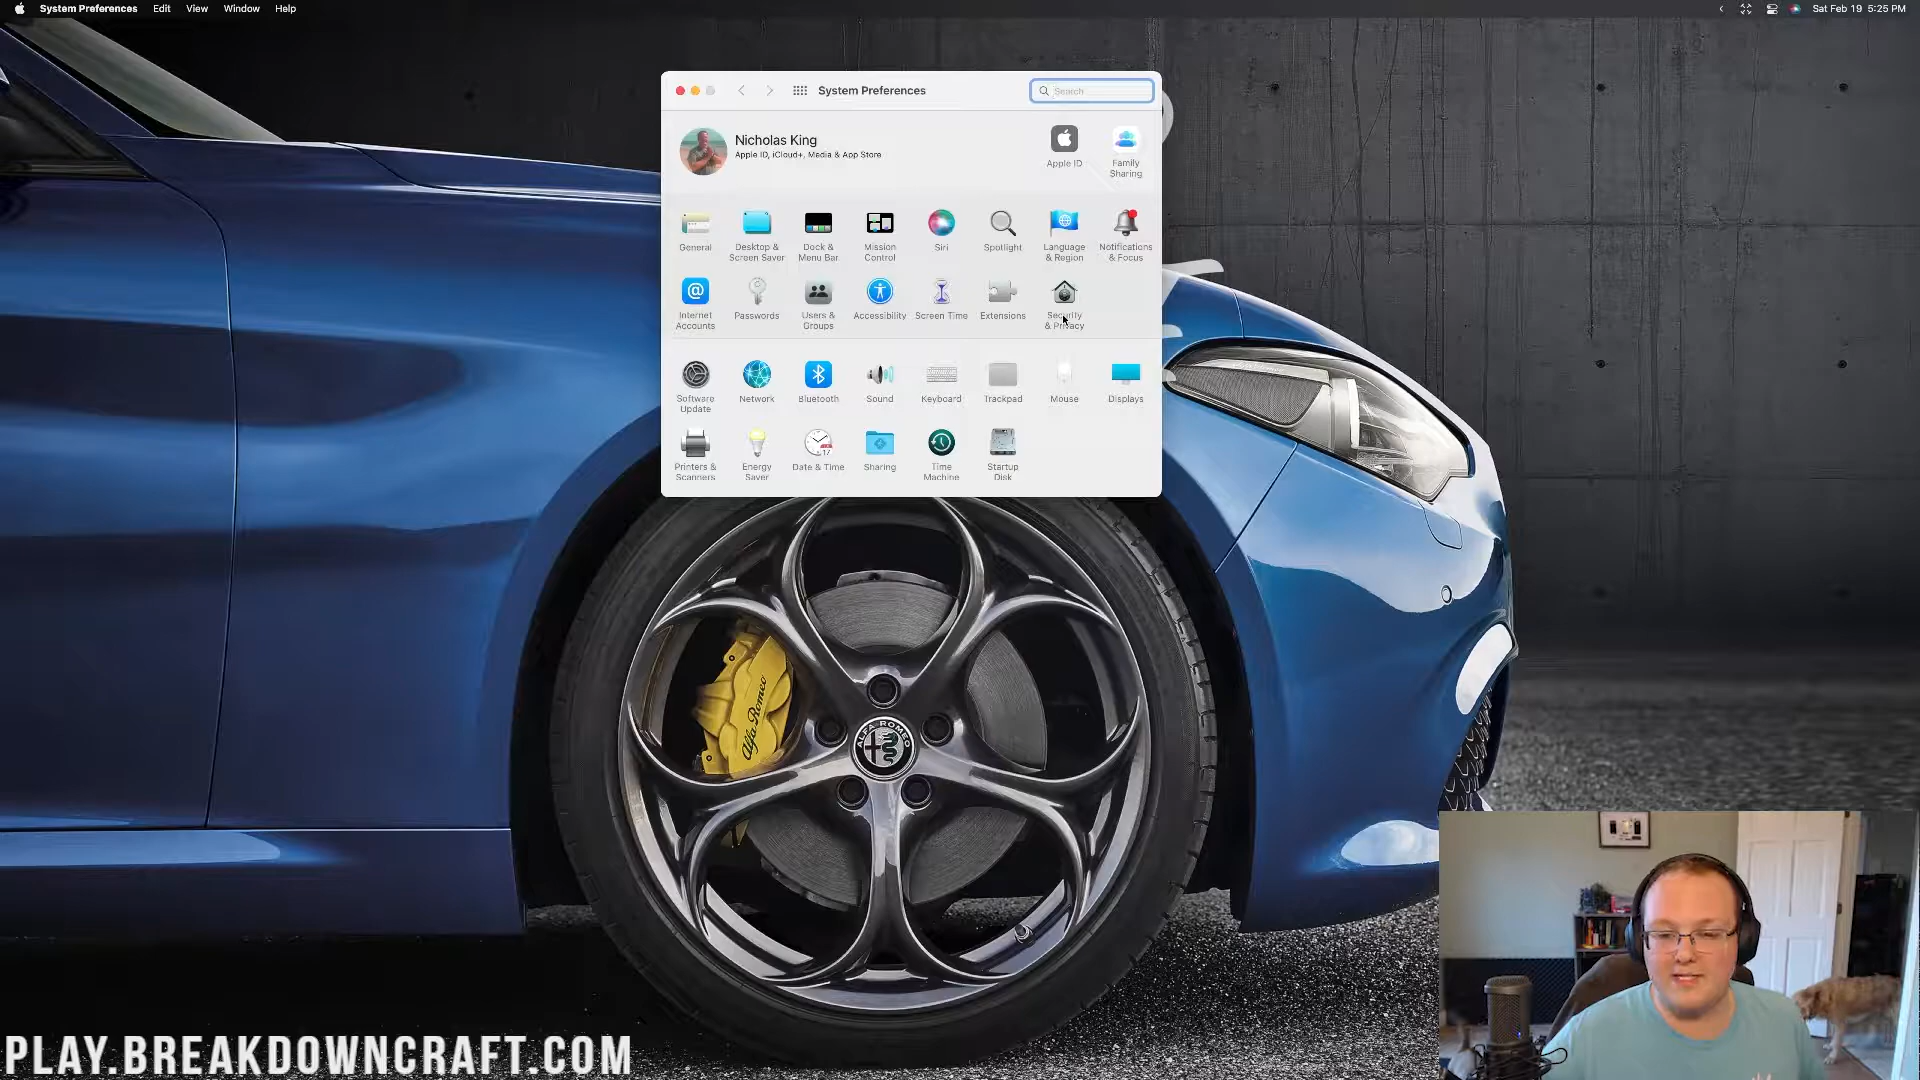 System Preferences Edit View Window Help
Sat Feb 19 5:25 PM
System Preferences
Search
Nicholas King
Apple ID, iCloud+, Media & App Store
Apple ID
Family
Sharing
General
Desktop &
Screen Saver
Dock &
Menu Bar
Mission
Control
Siri
Spotlight
Language
& Region
Notifications
& Focus
Internet
Accounts
Passwords
Users &
Groups
Accessibility
Screen Time
Extensions
Security
& Privacy
Software
Update
Network
Bluetooth
Sound
Keyboard
Trackpad
Mouse
Displays
Printers &
Scanners
Energy
Saver
17
Date & Time
Sharing
Time
Machine
Startup
Disk
Alfa Romeo
ALFA ROMEO
PLAY.BREAKDOWNCRAFT.COM